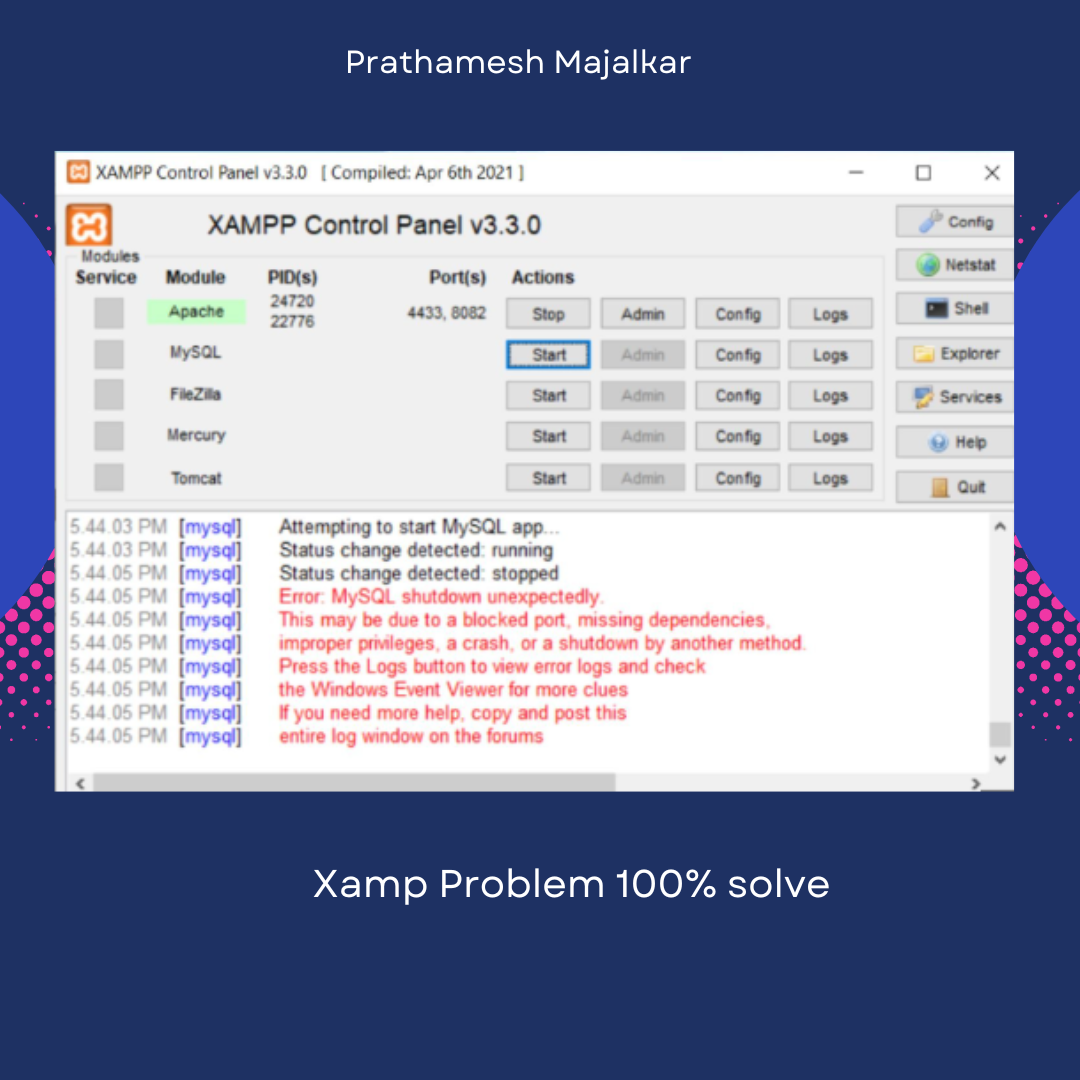 Prathamesh Majalkar
XAMPP Control Panel v3.3.0 [ Compiled: Apr 6th 2021 ]
XAMPP Control Panel v3.3.0
Config
Modules
Service Module PID(s) Port(s) Actions
Netstat
Apache 24720 4433, 8082 Stop Admin Config Logs
22776
Shell
MySQL Start Admin Config Logs
Explorer
FileZilla Start Admin Config Logs
Services
Mercury Start Admin Config Logs
Help
Tomcat Start Admin Config Logs
Quit
5.44.03 PM [mysql] Attempting to start MySQL app...
5.44.03 PM [mysql] Status change detected: running
5.44.05 PM [mysql] Status change detected: stopped
5.44.05 PM [mysql] Error: MySQL shutdown unexpectedly.
5.44.05 PM [mysql] This may be due to a blocked port, missing dependencies,
5.44.05 PM [mysql] improper privileges, a crash, or a shutdown by another method.
5.44.05 PM [mysql] Press the Logs button to view error logs and check
5.44.05 PM [mysql] the Windows Event Viewer for more clues
5.44.05 PM [mysql] If you need more help, copy and post this
5.44.05 PM [mysql] entire log window on the forums
Xamp Problem 100% solve